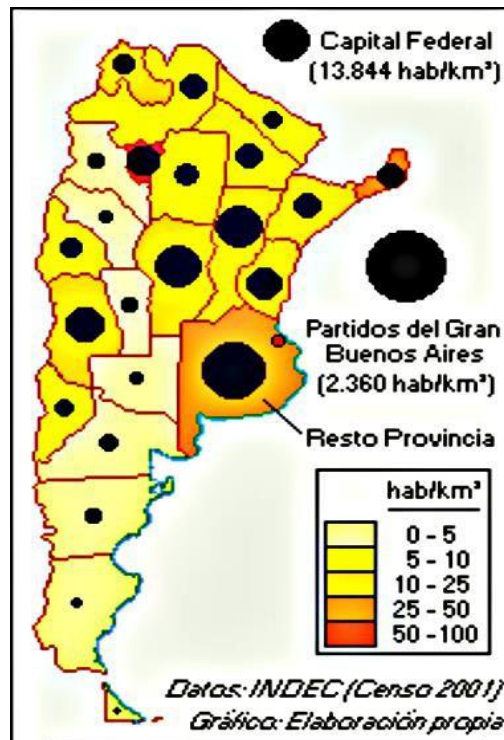 Capital Federal
(13.844 hab/km²)
Partidos del Gran
Buenos Aires
(2.360 hab/km²)
Resto Provincia
hab/km²
0 - 5
5 - 10
10 - 25
25 - 50
50 - 100
Datos: INDEC (Censo 2001)
Gráfico: Elaboración propia